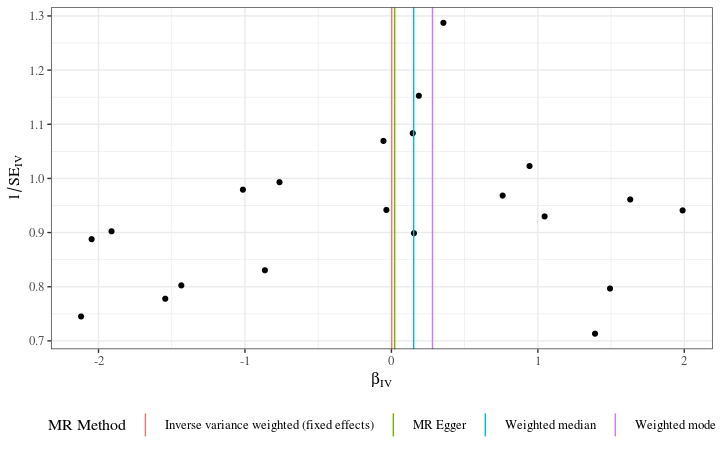 1.3
1.2
1.1
1.0
0.9
0.8
0.7
1/SE_IV
-2 -1 0 1 2
β_IV
MR Method Inverse variance weighted (fixed effects) MR Egger Weighted median Weighted mode